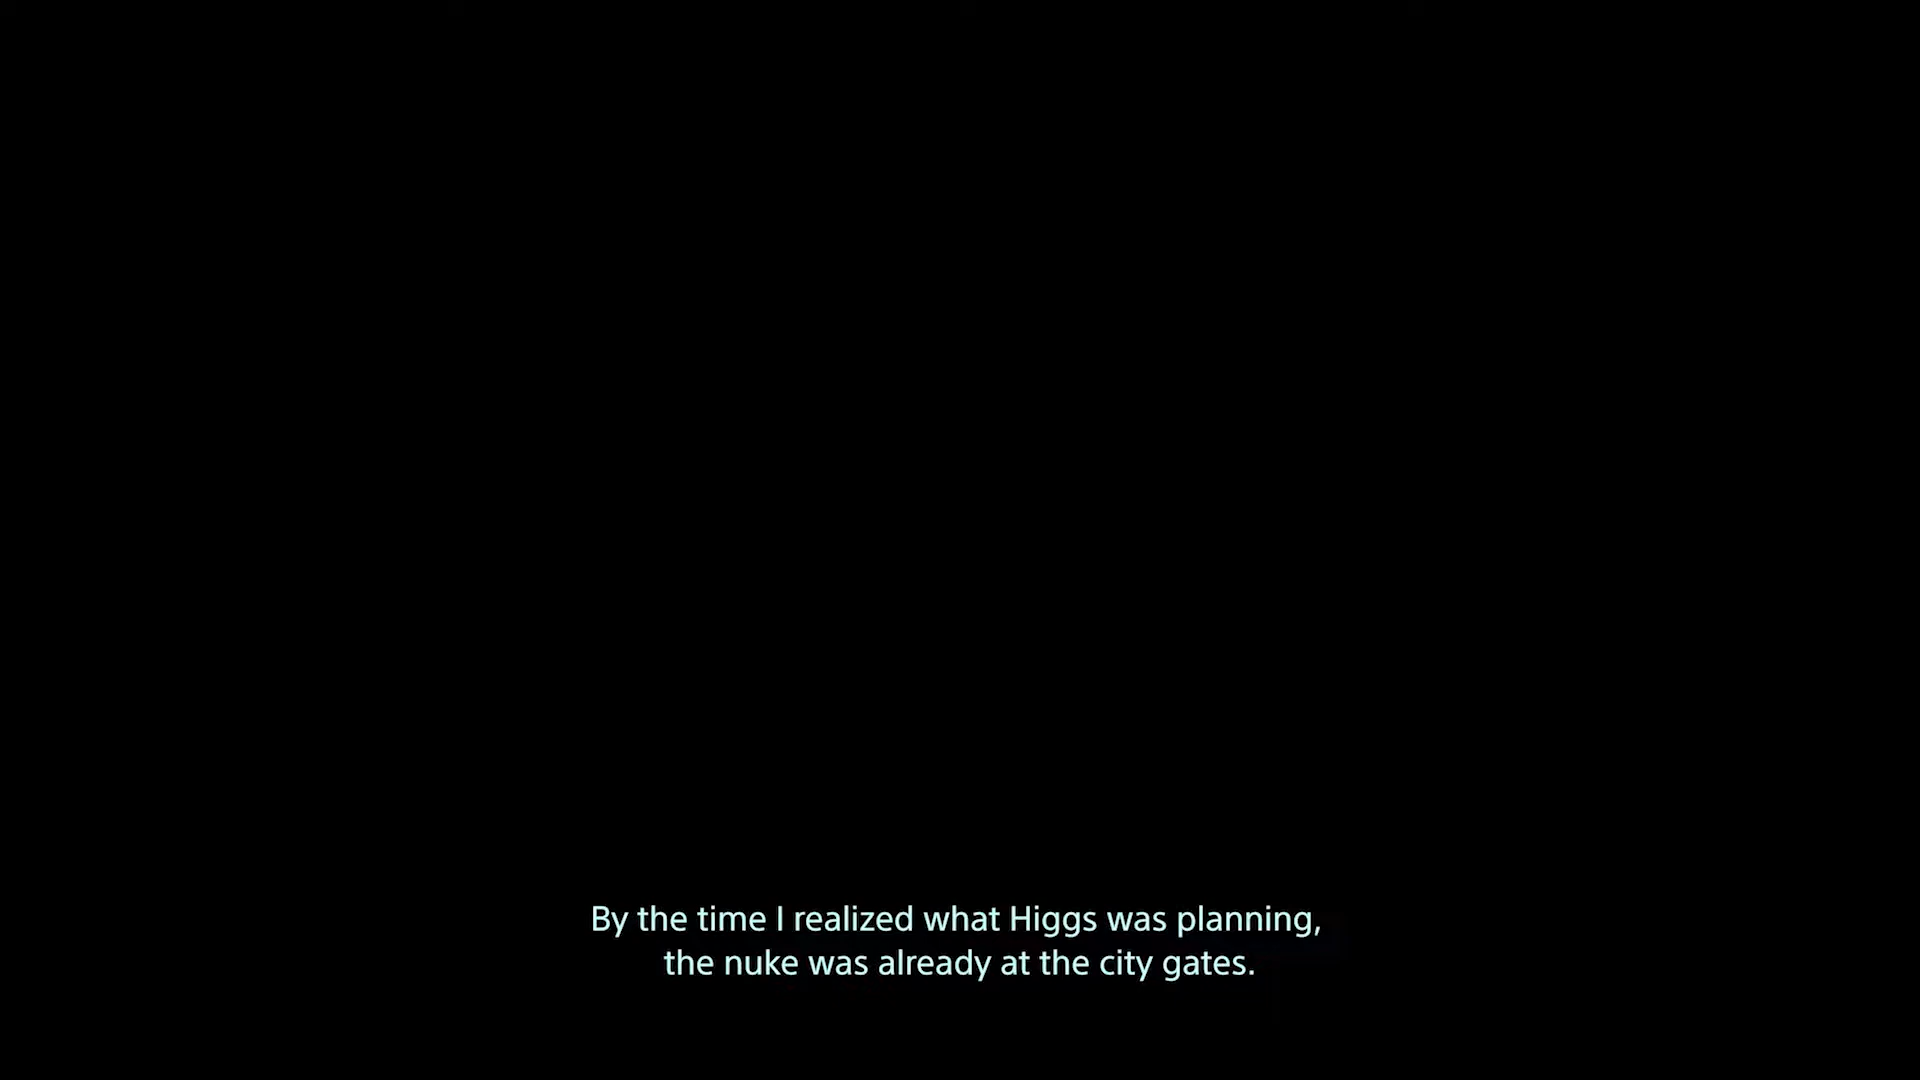 By the time I realized what Higgs was planning,
the nuke was already at the city gates.